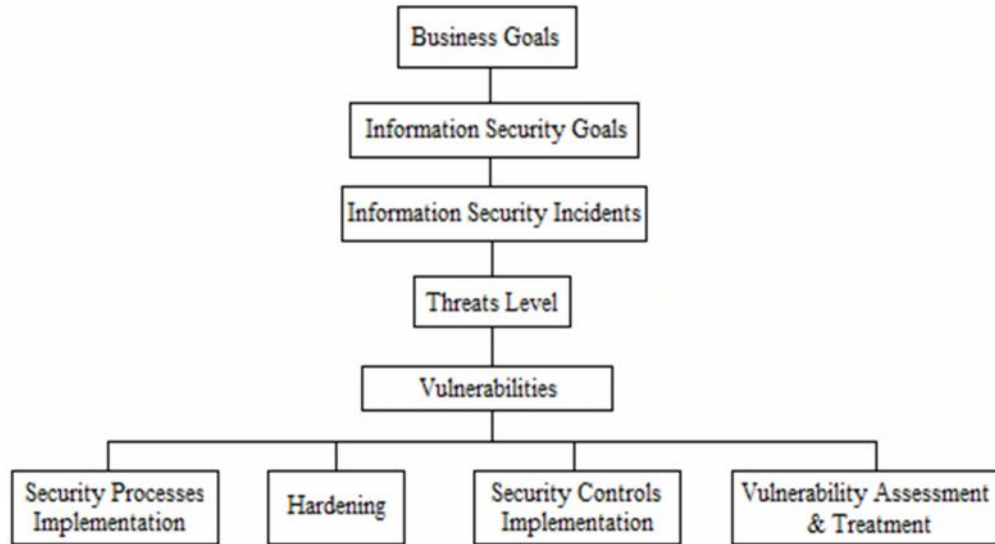 Business Goals
Information Security Goals
Information Security Incidents
Threats Level
Vulnerabilities
Security Processes
Implementation
Hardening
Security Controls
Implementation
Vulnerability Assessment
& Treatment